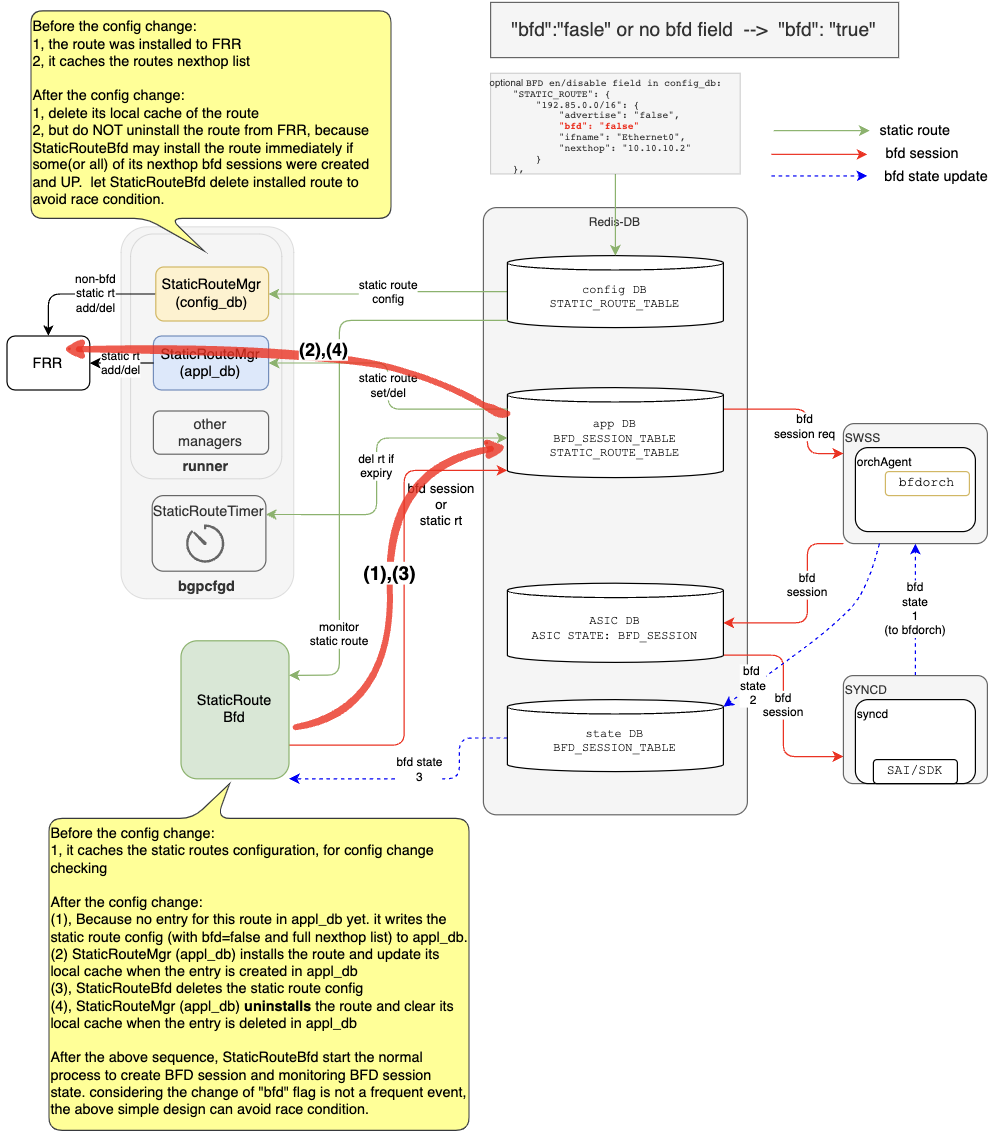 "bfd":"fasle" or no bfd field --> "bfd": "true"
Before the config change:
1, the route was installed to FRR
2, it caches the routes nexthop list
After the config change:
1, delete its local cache of the route
2, but do NOT uninstall the route from FRR, because
StaticRouteBfd may install the route immediately if
some(or all) of its nexthop bfd sessions were created
and UP.  let StaticRouteBfd delete installed route to
avoid race condition.
optional BFD en/disable field in config_db:
"STATIC_ROUTE": {
"192.85.0.0/16": {
"advertise": "false",
"bfd": "false"
"ifname": "Ethernet0",
"nexthop": "10.10.10.2"
}
},
static route
bfd session
bfd state update
Redis-DB
config DB
STATIC_ROUTE_TABLE
static route
config
StaticRouteMgr
(config_db)
non-bfd
static rt
add/del
FRR
static rt
add/del
StaticRouteMgr
(appl_db)
(2),(4)
static route
set/del
other
managers
runner
StaticRouteTimer
bgpcfgd
del rt if
expiry
app DB
BFD_SESSION_TABLE
STATIC_ROUTE_TABLE
bfd session
or
static rt
(1),(3)
bfd
session req
SWSS
orchAgent
bfdorch
bfd
session
bfd
state
1
(to bfdorch)
ASIC DB
ASIC STATE: BFD_SESSION
monitor
static route
StaticRoute
Bfd
bfd
state
2
bfd
session
SYNCD
syncd
SAI/SDK
state DB
BFD_SESSION_TABLE
bfd state
3
Before the config change:
1, it caches the static routes configuration, for config change
checking
After the config change:
(1), Because no entry for this route in appl_db yet. it writes the
static route config (with bfd=false and full nexthop list) to appl_db.
(2) StaticRouteMgr (appl_db) installs the route and update its
local cache when the entry is created in appl_db
(3), StaticRouteBfd deletes the static route config
(4), StaticRouteMgr (appl_db) uninstalls the route and clear its
local cache when the entry is deleted in appl_db
After the above sequence, StaticRouteBfd start the normal
process to create BFD session and monitoring BFD session
state. considering the change of "bfd" flag is not a frequent event,
the above simple design can avoid race condition.